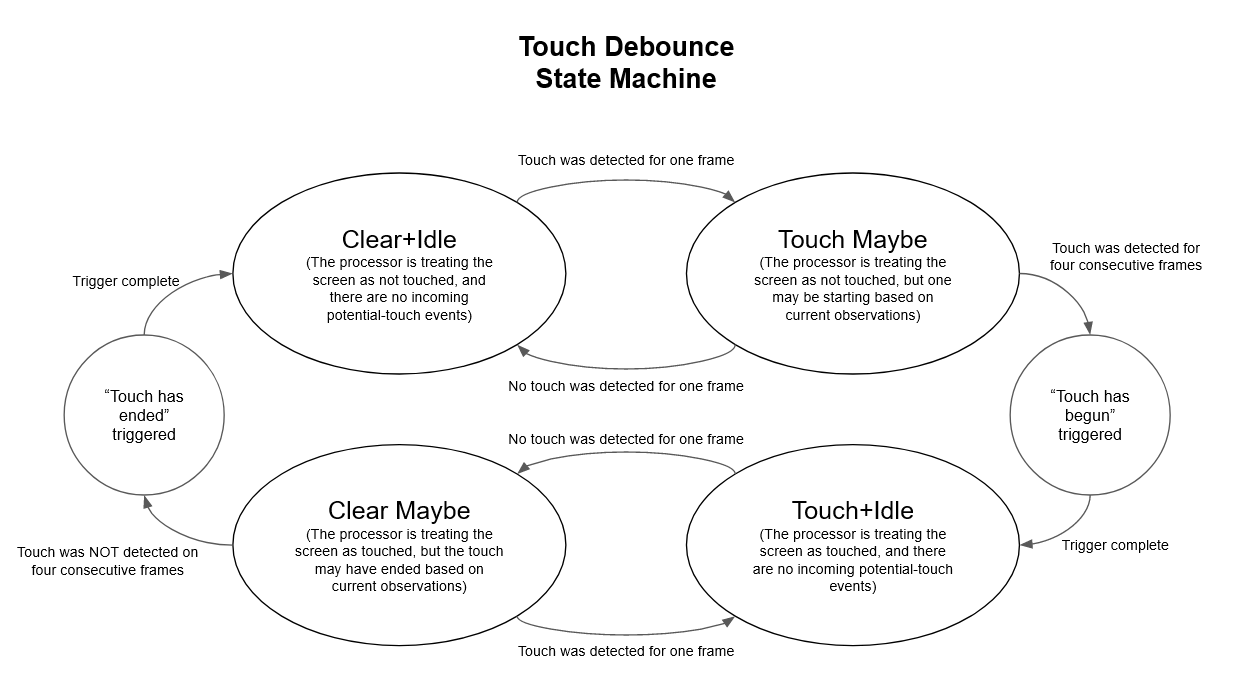 Touch Debounce
State Machine
Touch was detected for one frame
Clear+Idle
(The processor is treating the
screen as not touched, and
there are no incoming
potential-touch events)
Touch Maybe
(The processor is treating the
screen as not touched, but one
may be starting based on
current observations)
Touch was detected for
four consecutive frames
Trigger complete
No touch was detected for one frame
“Touch has
ended”
triggered
“Touch has
begun”
triggered
No touch was detected for one frame
Clear Maybe
(The processor is treating the
screen as touched, but the touch
may have ended based on
current observations)
Touch+Idle
(The processor is treating the
screen as touched, and there
are no incoming potential-touch
events)
Touch was NOT detected on
four consecutive frames
Trigger complete
Touch was detected for one frame